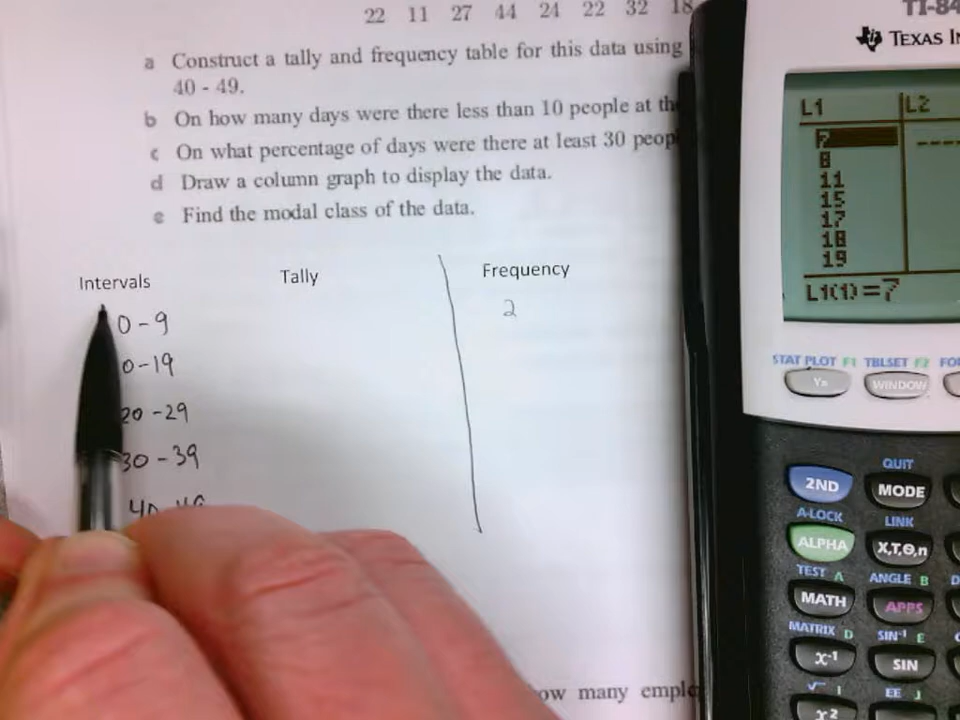 22 11 27 44 24 22 32 18
a Construct a tally and frequency table for this data using
40 - 49.
b On how many days were there less than 10 people at the
c On what percentage of days were there at least 30
d Draw a column graph to display the data.
e Find the modal class of the data.
Intervals Tally Frequency
0-9 2
0-19
20-29
30-39
40
how many
TI-84
TEXAS
L1 L2
7
8
11
15
17
18
19
L1(1)=7
STAT PLOT F1 TBLSET F2
Y= WINDOW
QUIT
2ND MODE
A-LOCK LINK
ALPHA X,T,Θ,n
TEST A ANGLE B
MATH APPS
MATRIX D SIN⁻¹ E
x⁻¹ SIN
√ I EE J
x²